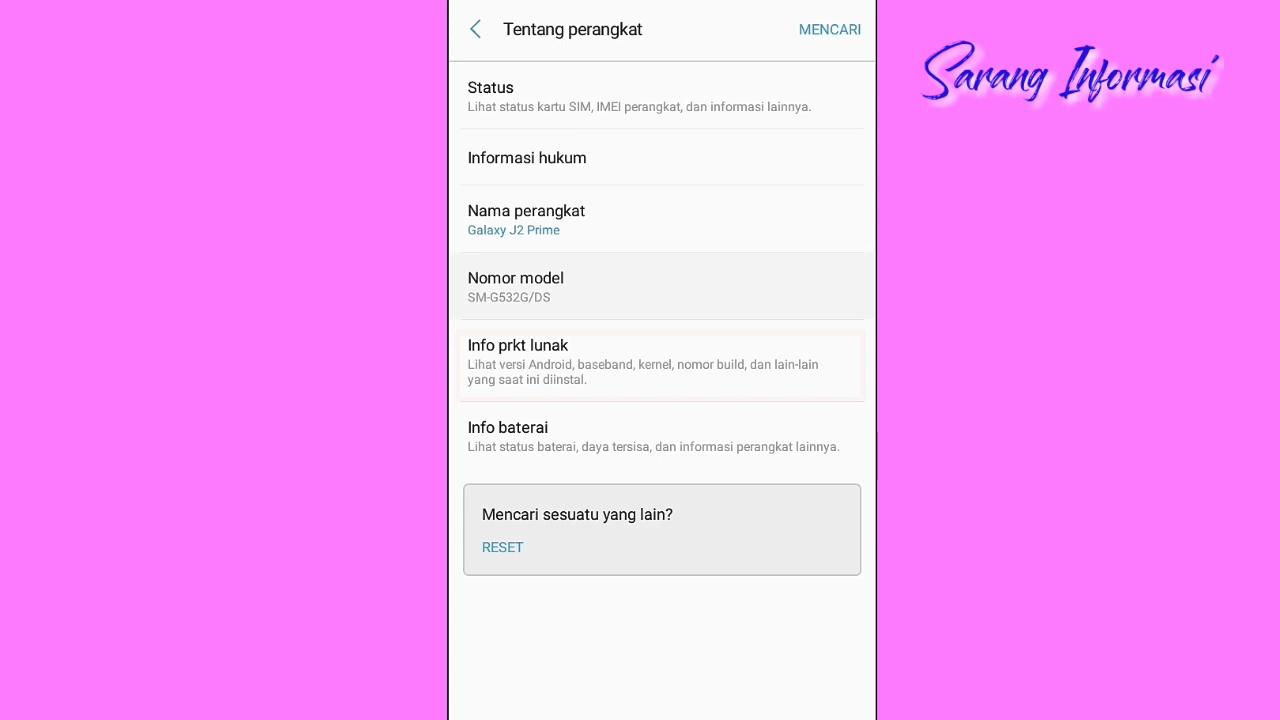 Tentang perangkat
MENCARI
Sarang Informasi
Status
Lihat status kartu SIM, IMEI perangkat, dan informasi lainnya.
Informasi hukum
Nama perangkat
Galaxy J2 Prime
Nomor model
SM-G532G/DS
Info prkt lunak
Lihat versi Android, baseband, kernel, nomor build, dan lain-lain
yang saat ini diinstal.
Info baterai
Lihat status baterai, daya tersisa, dan informasi perangkat lainnya.
Mencari sesuatu yang lain?
RESET